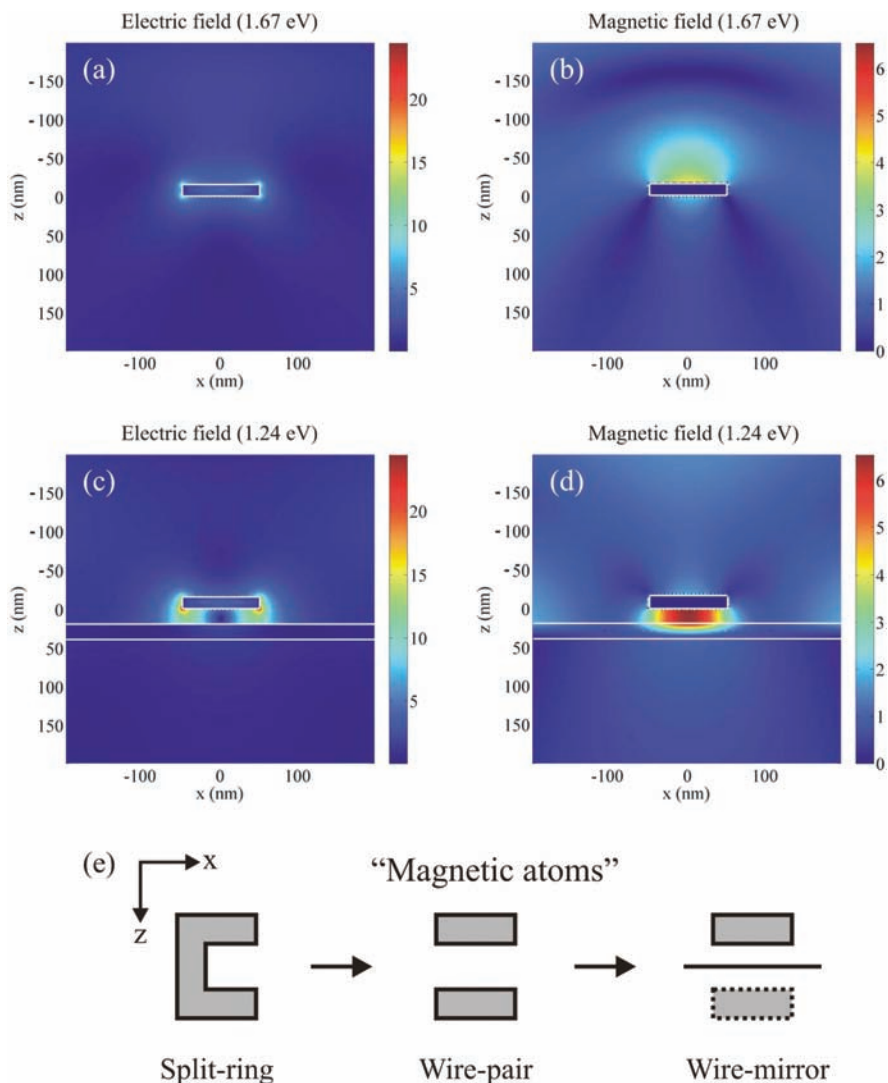 Electric field (1.67 eV)
Magnetic field (1.67 eV)
(a)
-150
-100
-50
0
50
100
150
z (nm)
-100 0 100
x (nm)
20
15
10
5
(b)
-150
-100
-50
0
50
100
150
z (nm)
-100 0 100
x (nm)
6
5
4
3
2
1
0
Electric field (1.24 eV)
Magnetic field (1.24 eV)
(c)
-150
-100
-50
0
50
100
150
z (nm)
-100 0 100
x (nm)
20
15
10
5
(d)
-150
-100
-50
0
50
100
150
z (nm)
-100 0 100
x (nm)
6
5
4
3
2
1
0
(e)
x
z
“Magnetic atoms”
Split-ring
Wire-pair
Wire-mirror